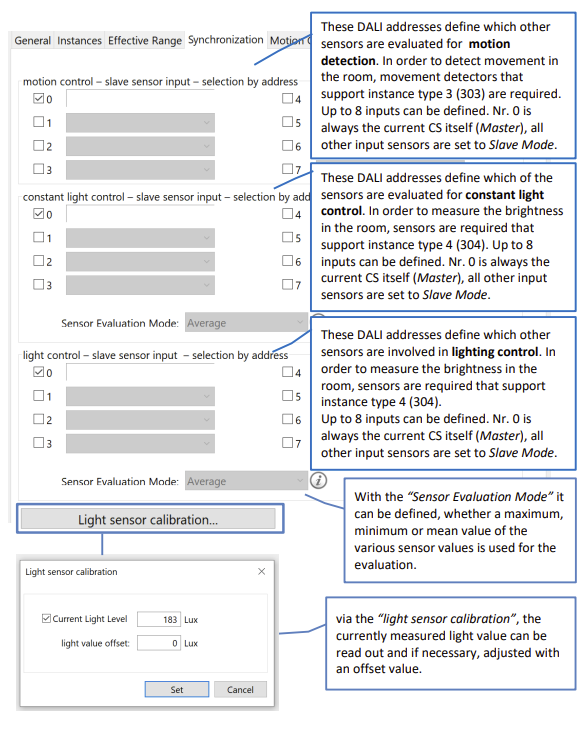 General Instances Effective Range Synchronization Motion
motion control – slave sensor input – selection by address
0
4
1
5
2
6
3
7
These DALI addresses define which other
sensors are evaluated for motion
detection. In order to detect movement in
the room, movement detectors that
support instance type 3 (303) are required.
Up to 8 inputs can be defined. Nr. 0 is
always the current CS itself (Master), all
other input sensors are set to Slave Mode.
constant light control – slave sensor input – selection by add
0
4
1
5
2
6
3
7
Sensor Evaluation Mode: Average
These DALI addresses define which of the
sensors are evaluated for constant light
control. In order to measure the brightness
in the room, sensors are required that
support instance type 4 (304). Up to 8
inputs can be defined. Nr. 0 is always the
current CS itself (Master), all other input
sensors are set to Slave Mode.
light control – slave sensor input – selection by address
0
4
1
5
2
6
3
7
Sensor Evaluation Mode: Average
i
These DALI addresses define which other
sensors are involved in lighting control. In
order to measure the brightness in the
room, sensors are required that support
instance type 4 (304).
Up to 8 inputs can be defined. Nr. 0 is
always the current CS itself (Master), all
other input sensors are set to Slave Mode.
With the “Sensor Evaluation Mode” it
can be defined, whether a maximum,
minimum or mean value of the
various sensor values is used for the
evaluation.
Light sensor calibration...
Light sensor calibration
Current Light Level 183 Lux
light value offset: 0 Lux
Set Cancel
via the “light sensor calibration”, the
currently measured light value can be
read out and if necessary, adjusted with
an offset value.